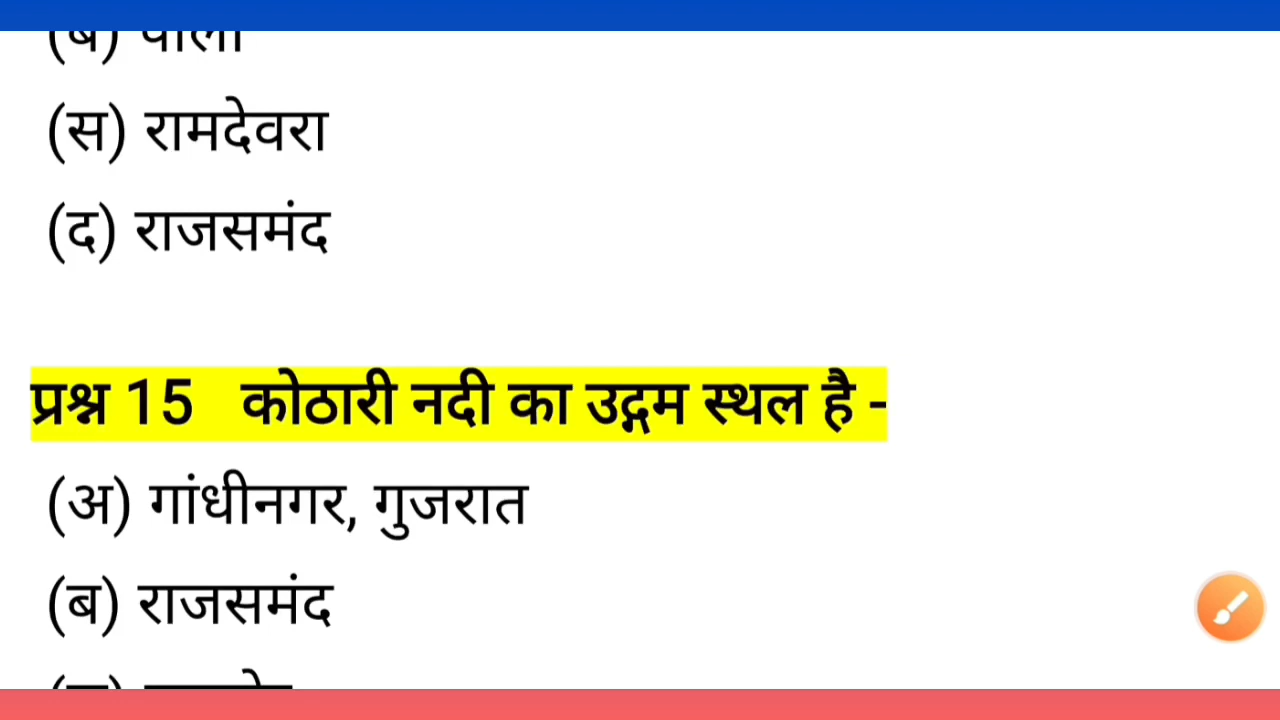 (ब) पाली
(स) रामदेवरा
(द) राजसमंद
प्रश्न 15 कोठारी नदी का उद्गम स्थल है -
(अ) गांधीनगर, गुजरात
(ब) राजसमंद